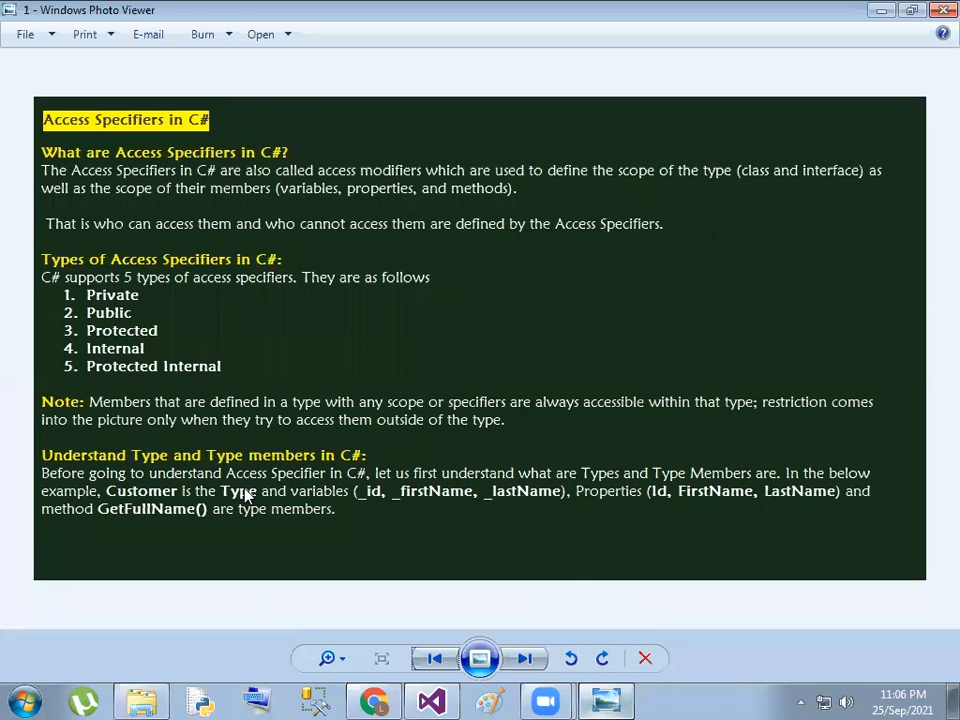 1 - Windows Photo Viewer
File Print E-mail Burn Open
Access Specifiers in C#
What are Access Specifiers in C#?
The Access Specifiers in C# are also called access modifiers which are used to define the scope of the type (class and interface) as
well as the scope of their members (variables, properties, and methods).
That is who can access them and who cannot access them are defined by the Access Specifiers.
Types of Access Specifiers in C#:
C# supports 5 types of access specifiers. They are as follows
1. Private
2. Public
3. Protected
4. Internal
5. Protected Internal
Note: Members that are defined in a type with any scope or specifiers are always accessible within that type; restriction comes
into the picture only when they try to access them outside of the type.
Understand Type and Type members in C#:
Before going to understand Access Specifier in C#, let us first understand what are Types and Type Members are. In the below
example, Customer is the Type and variables (_id, _firstName, _lastName), Properties (Id, FirstName, LastName) and
method GetFullName() are type members.
11:06 PM
25/Sep/2021